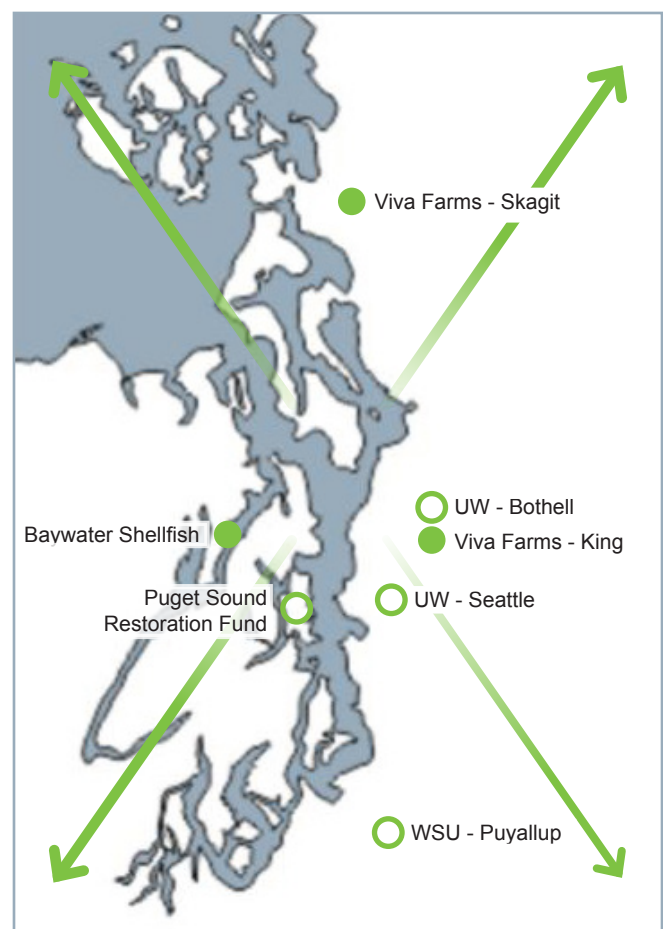 Viva Farms - Skagit
UW - Bothell
Baywater Shellfish
Viva Farms - King
Puget Sound
Restoration Fund
UW - Seattle
WSU - Puyallup